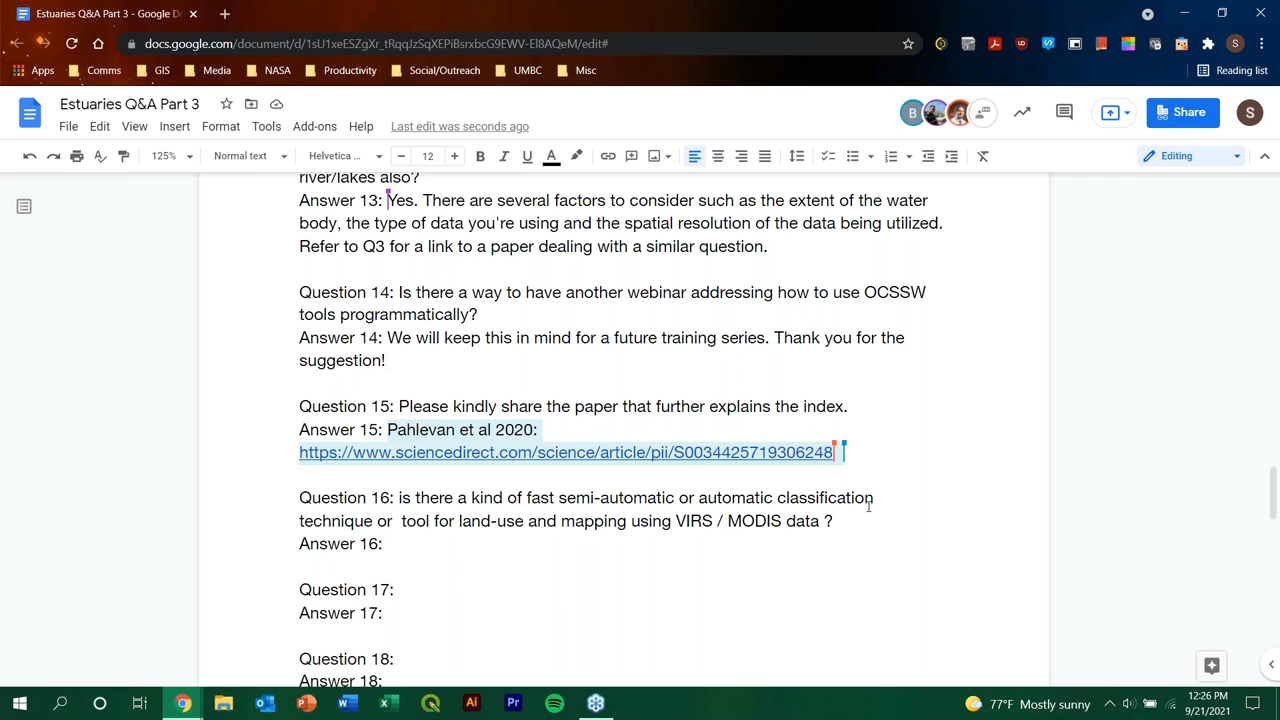 Estuaries Q&A Part 3 - Google D
docs.google.com/document/d/1sU1xeESZgXr_tRqqJzSqXEPiBsrxbcG9EWV-El8AQeM/edit#
S
Apps
Comms
GIS
Media
NASA
Productivity
Social/Outreach
UMBC
Misc
Reading list
Estuaries Q&A Part 3
B
Share
S
File Edit View Insert Format Tools Add-ons Help Last edit was seconds ago
125% Normal text Helvetica ... 12 B I U A Editing
river/lakes also?
Answer 13: Yes. There are several factors to consider such as the extent of the water
body, the type of data you're using and the spatial resolution of the data being utilized.
Refer to Q3 for a link to a paper dealing with a similar question.
Question 14: Is there a way to have another webinar addressing how to use OCSSW
tools programmatically?
Answer 14: We will keep this in mind for a future training series. Thank you for the
suggestion!
Question 15: Please kindly share the paper that further explains the index.
Answer 15: Pahlevan et al 2020:
https://www.sciencedirect.com/science/article/pii/S0034425719306248
Question 16: is there a kind of fast semi-automatic or automatic classification
technique or  tool for land-use and mapping using VIRS / MODIS data ?
Answer 16:
Question 17:
Answer 17:
Question 18:
Answer 18:
77°F Mostly sunny
12:26 PM
9/21/2021